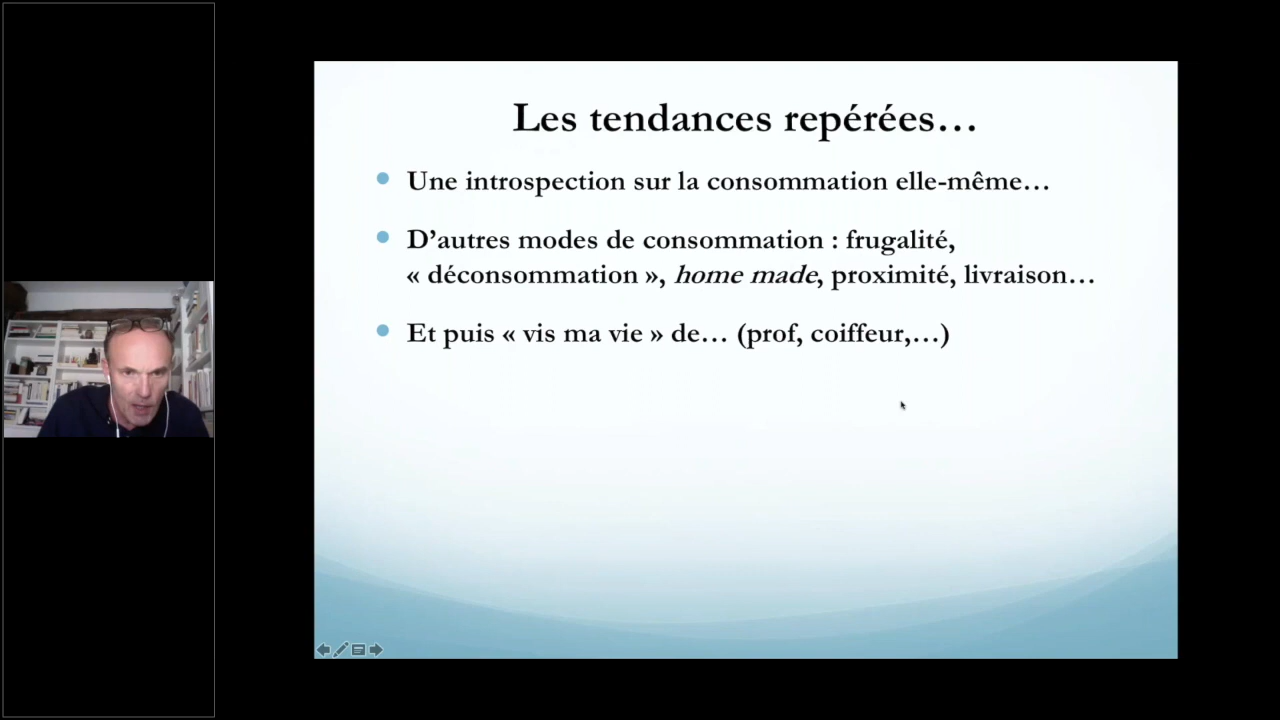 Les tendances repérées…
Une introspection sur la consommation elle-même…
D’autres modes de consommation : frugalité,
« déconsommation », home made, proximité, livraison…
Et puis « vis ma vie » de… (prof, coiffeur,…)